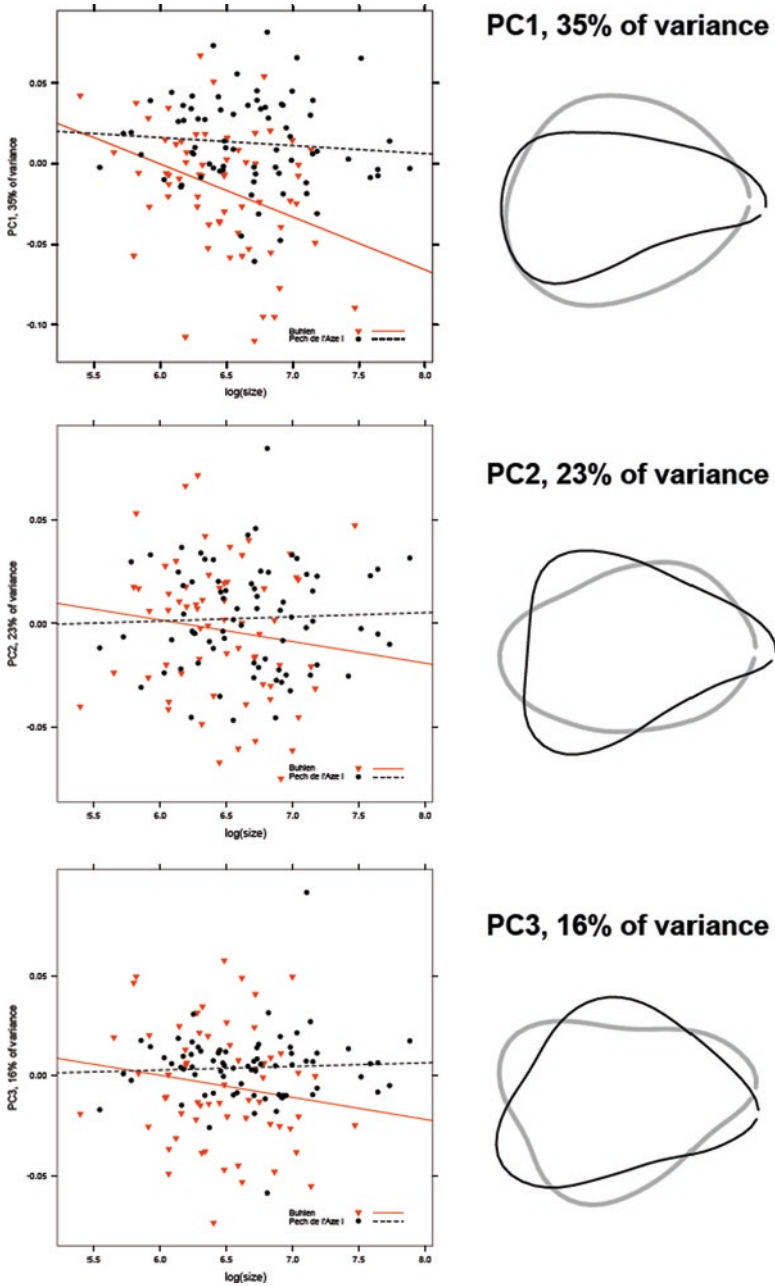 PC1, 35% of variance
0.05
0.00
-0.05
-0.10
PC1, 35% of variance
Buhlen
Pech de l'Aze I
5.5
6.0
6.5
7.0
7.5
8.0
log(size)
PC2, 23% of variance
0.05
0.00
-0.05
PC2, 23% of variance
Buhlen
Pech de l'Aze I
5.5
6.0
6.5
7.0
7.5
8.0
log(size)
PC3, 16% of variance
0.05
0.00
-0.05
PC3, 16% of variance
Buhlen
Pech de l'Aze I
5.5
6.0
6.5
7.0
7.5
8.0
log(size)